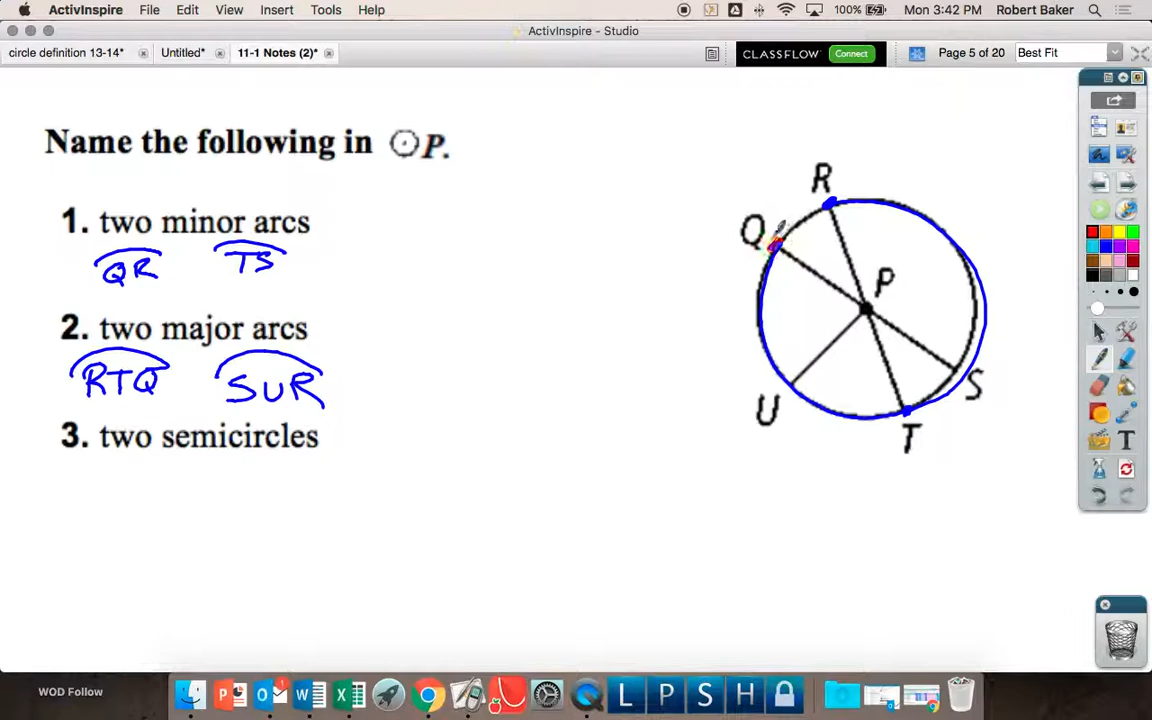 ActivInspire File Edit View Insert Tools Help 100% Mon 3:42 PM Robert Baker
ActivInspire - Studio
circle definition 13-14* Untitled* 11-1 Notes (2)* CLASSFLOW Connect Page 5 of 20 Best Fit
Name the following in ⊙P.
1. two minor arcs
QR TS
2. two major arcs
RTQ SUR
3. two semicircles
R
Q
P
S
U
T
T
WOD Follow
P 1 O W X L P S H